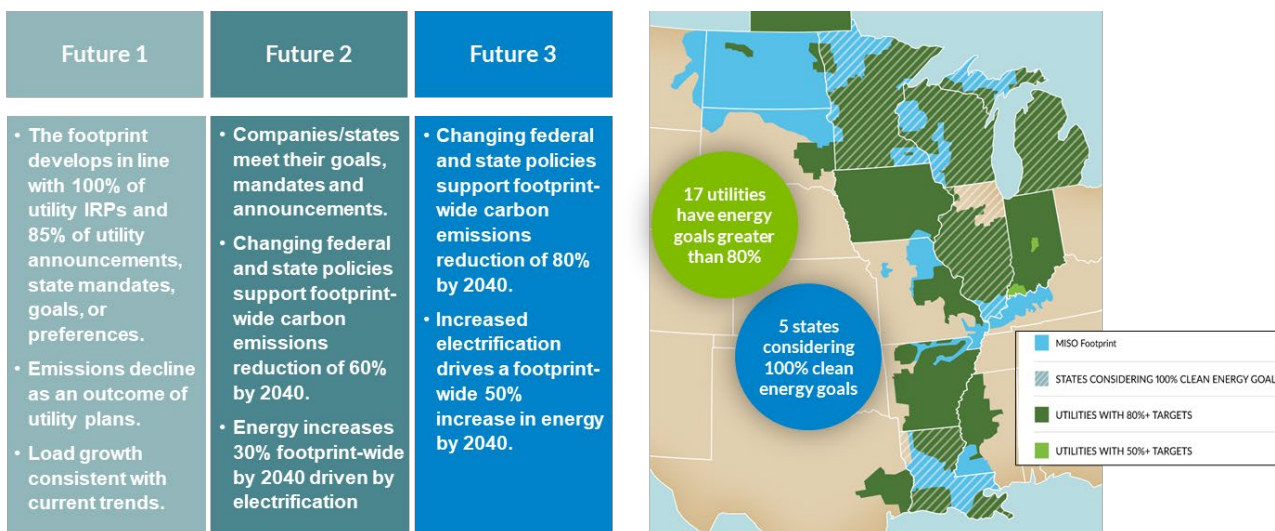 Future 1
• The footprint
develops in line
with 100% of
utility IRPs and
85% of utility
announcements,
state mandates,
goals, or
preferences.
• Emissions decline
as an outcome of
utility plans.
• Load growth
consistent with
current trends.
Future 2
• Companies/states
meet their goals,
mandates and
announcements.
• Changing federal
and state policies
support footprint-
wide carbon
emissions
reduction of 60%
by 2040.
• Energy increases
30% footprint-wide
by 2040 driven by
electrification
Future 3
• Changing federal
and state policies
support footprint-
wide carbon
emissions
reduction of 80%
by 2040.
• Increased
electrification
drives a footprint-
wide 50%
increase in energy
by 2040.
17 utilities
have energy
goals greater
than 80%
5 states
considering
100% clean
energy goals
MISO Footprint
STATES CONSIDERING 100% CLEAN ENERGY GOAL
UTILITIES WITH 80%+ TARGETS
UTILITIES WITH 50%+ TARGETS